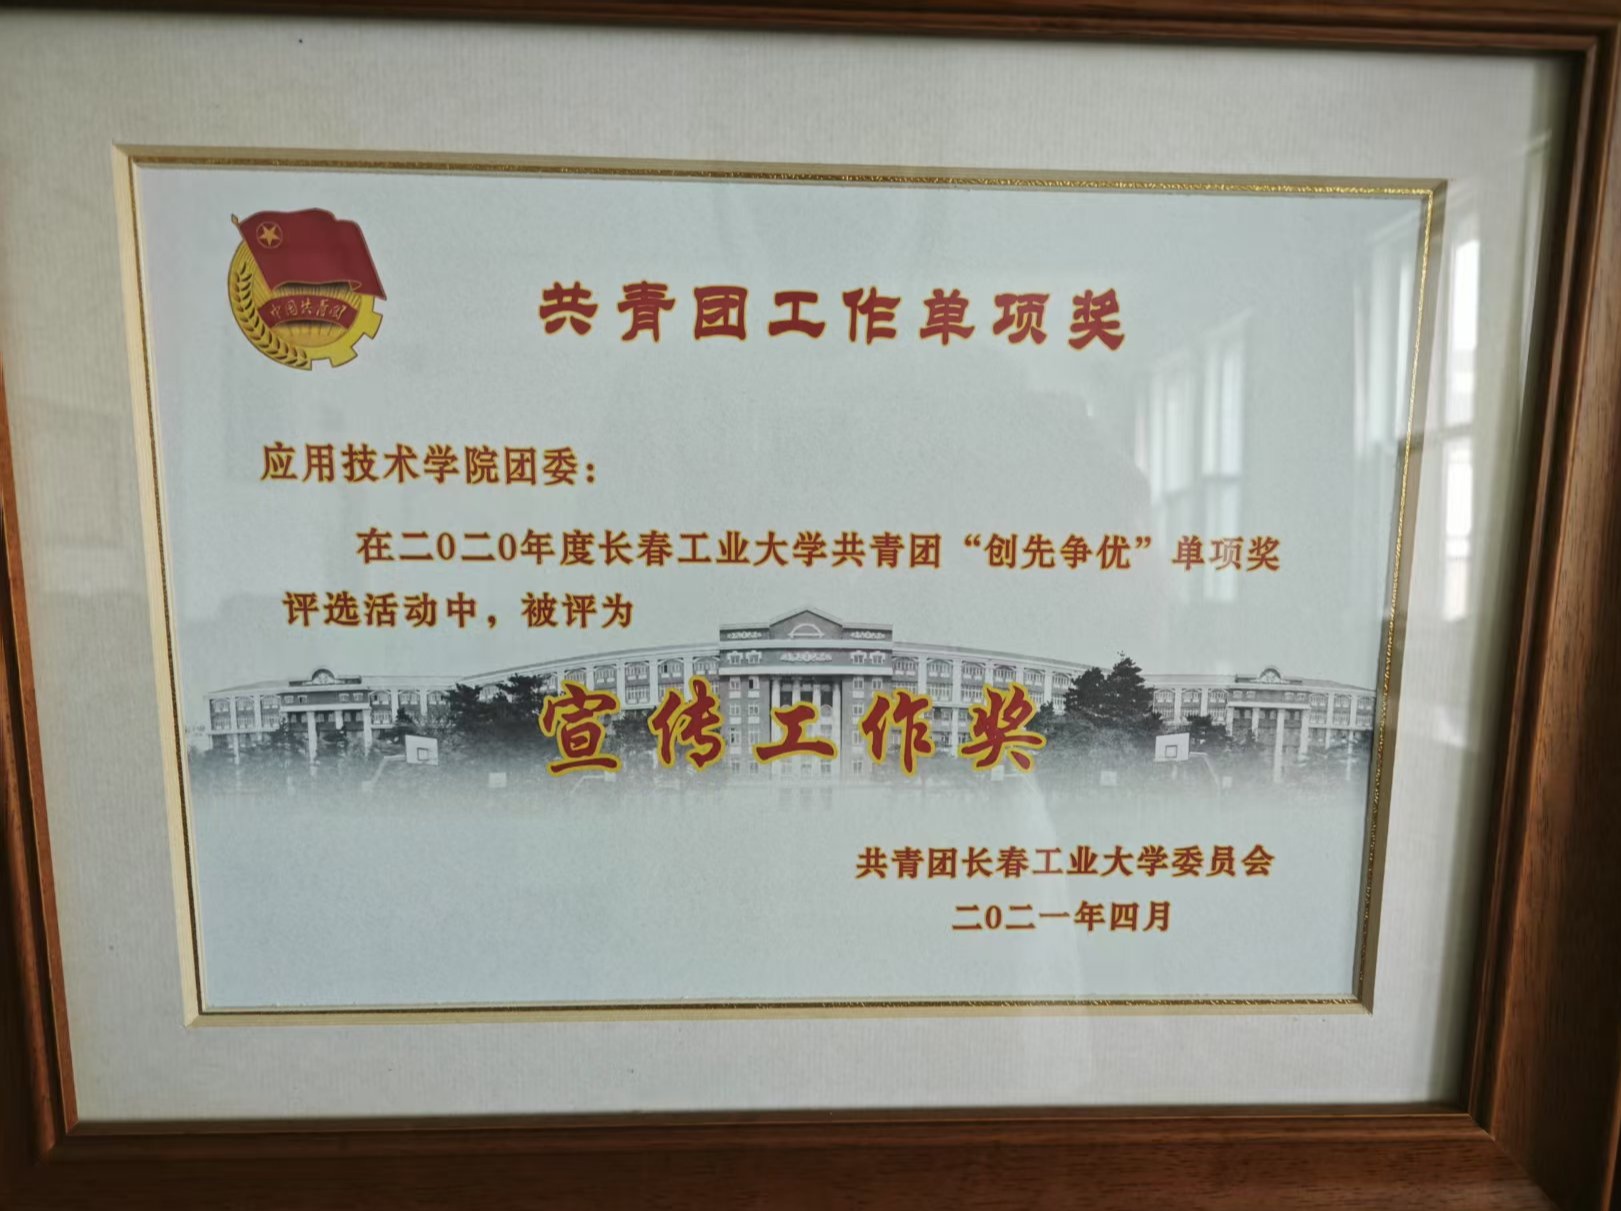 中国共青团
共青团工作单项奖
应用技术学院团委：
在二0二0年度长春工业大学共青团“创先争优”单项奖
评选活动中，被评为
宣传工作奖
共青团长春工业大学委员会
二0二一年四月